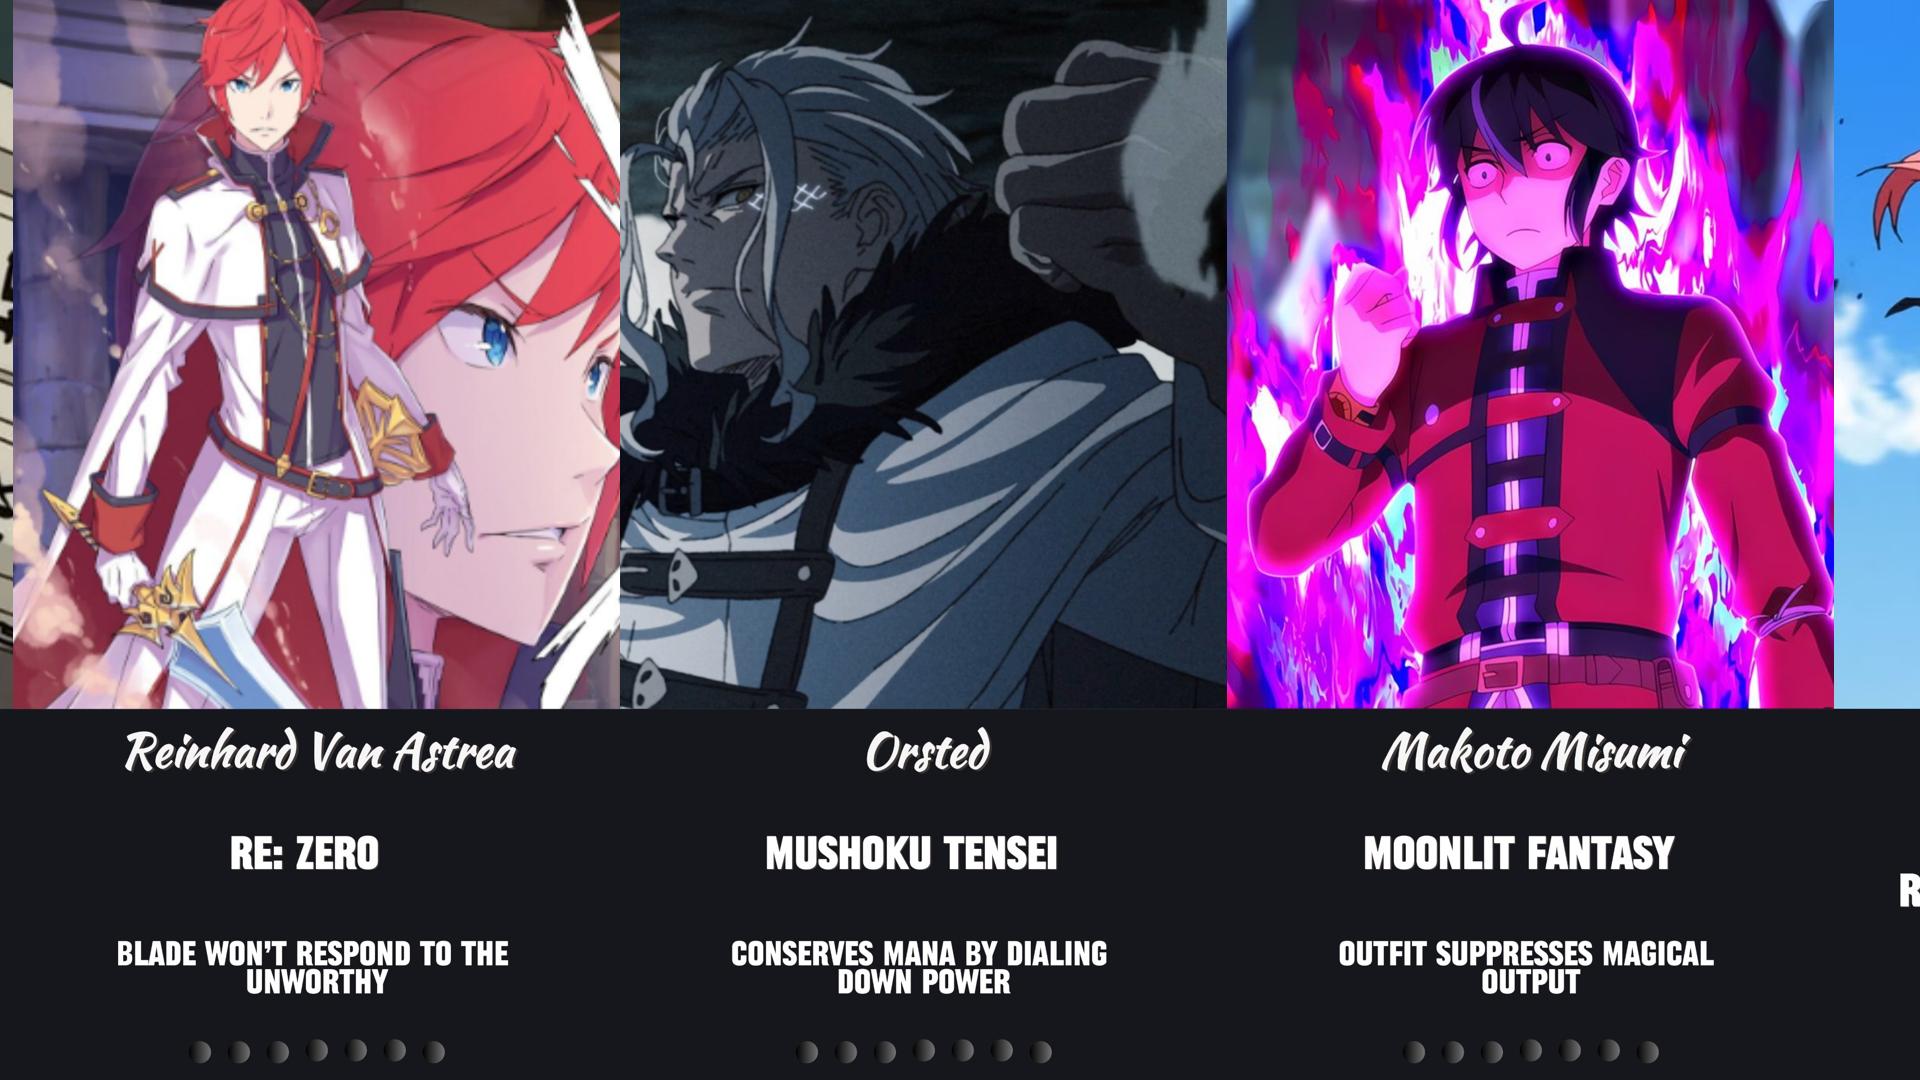 Reinhard Van Astrea
RE: ZERO
BLADE WON'T RESPOND TO THE
UNWORTHY
Orsted
MUSHOKU TENSEI
CONSERVES MANA BY DIALING
DOWN POWER
Makoto Misumi
MOONLIT FANTASY
OUTFIT SUPPRESSES MAGICAL
OUTPUT
R